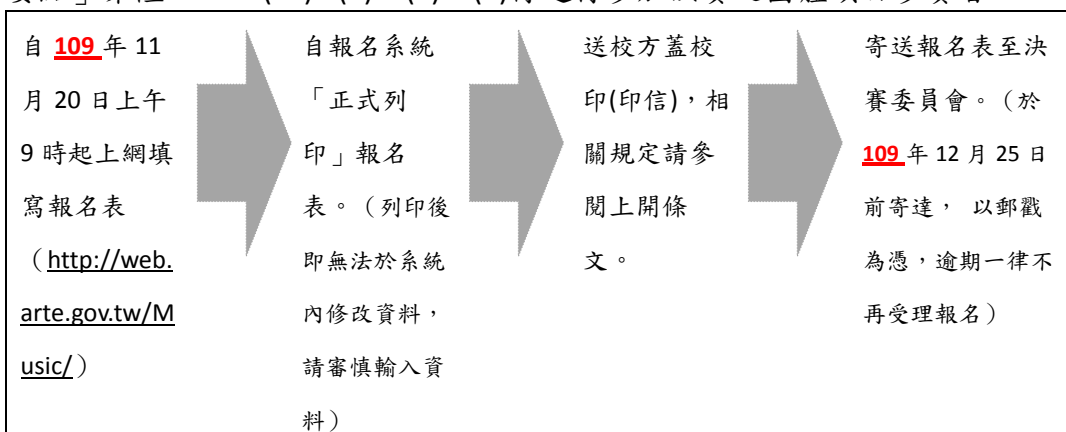 自 109 年 11
月 20 日上午
9 時起上網填
寫報名表
（http://web.
arte.gov.tw/M
usic/）
自報名系統
「正式列
印」報名
表。（列印後
即無法於系統
內修改資料，
請審慎輸入資
料）
送校方蓋校
印(印信)，相
關規定請參
閱上開條
文。
寄送報名表至決
賽委員會。（於
109 年 12 月 25 日
前寄達， 以郵戳
為憑，逾期一律不
再受理報名）